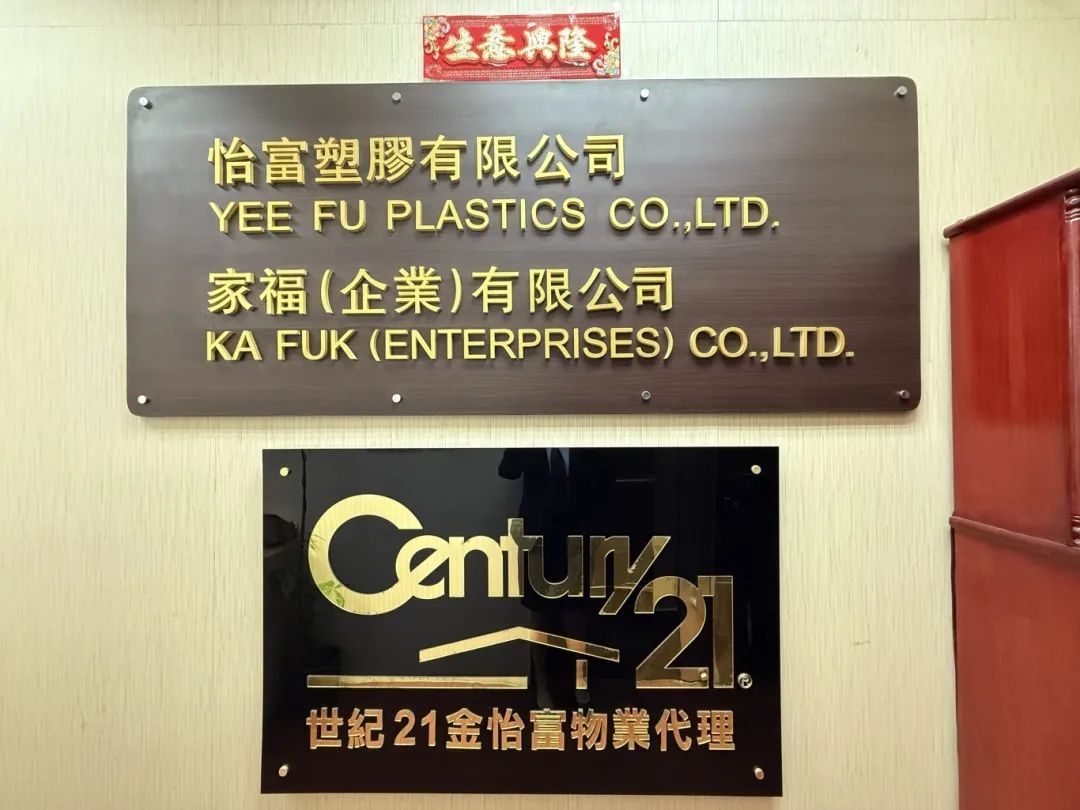 生意興隆
怡富塑膠有限公司
YEE FU PLASTICS CO.,LTD.
家福(企業)有限公司
KA FUK (ENTERPRISES) CO.,LTD.
Century 21®
世紀21金怡富物業代理